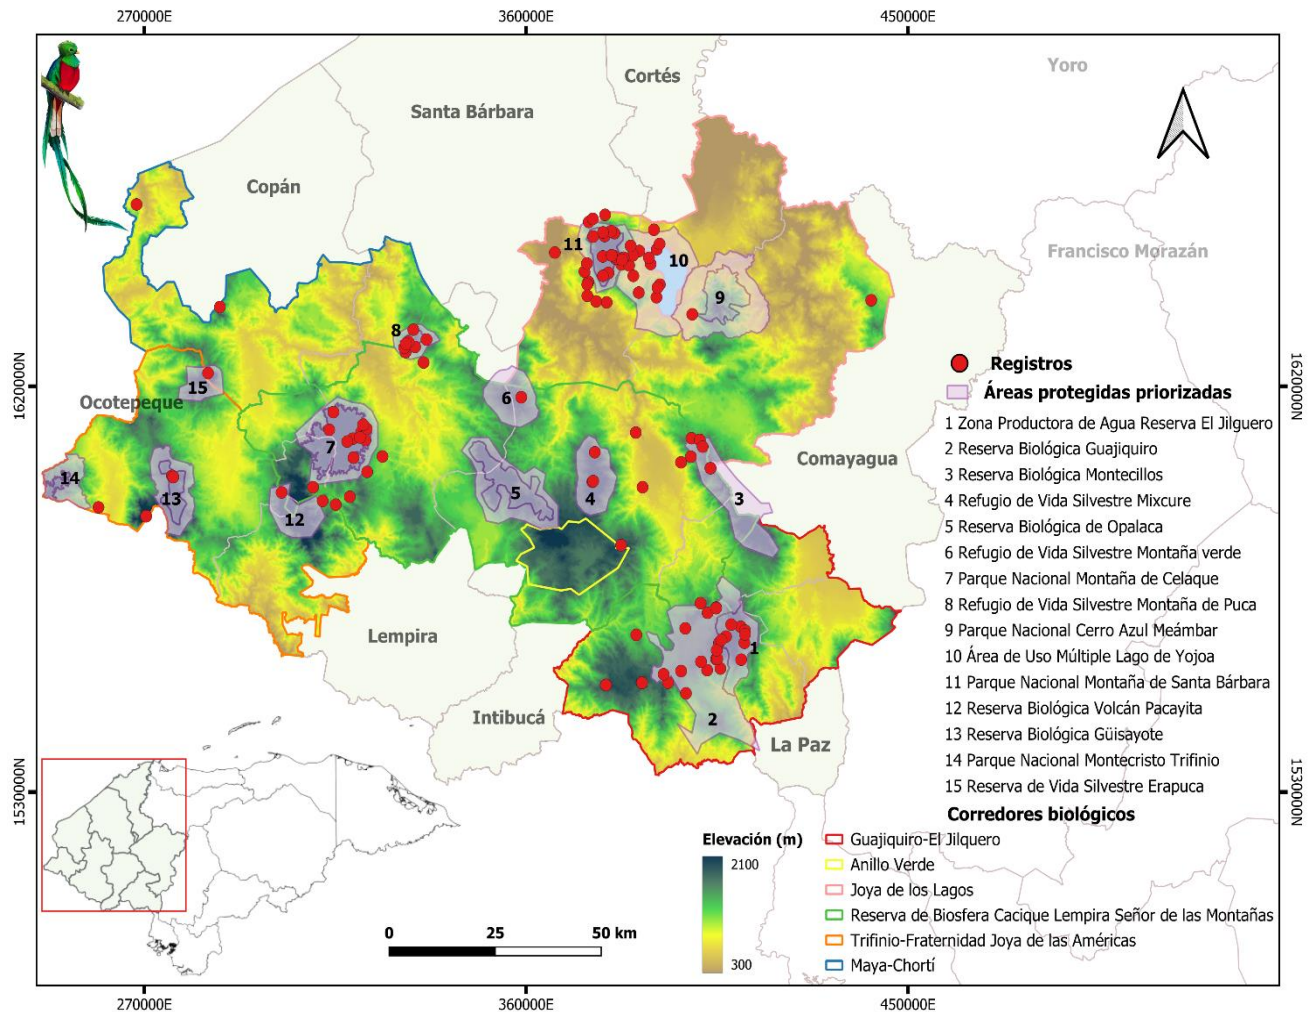 270000E
360000E
450000E
Cortés
Yoro
Santa Bárbara
Copán
Francisco Morazán
11
10
9
8
1620000N
1620000N
Registros
Áreas protegidas priorizadas
15
Ocotepeque
6
7
14
13
12
5
4
3
Comayagua
1 Zona Productora de Agua Reserva El Jilguero
2 Reserva Biológica Guajiquiro
3 Reserva Biológica Montecillos
4 Refugio de Vida Silvestre Mixcure
5 Reserva Biológica de Opalaca
6 Refugio de Vida Silvestre Montaña verde
7 Parque Nacional Montaña de Celaque
8 Refugio de Vida Silvestre Montaña de Puca
9 Parque Nacional Cerro Azul Meámbar
10 Área de Uso Múltiple Lago de Yojoa
11 Parque Nacional Montaña de Santa Bárbara
12 Reserva Biológica Volcán Pacayita
13 Reserva Biológica Güisayote
14 Parque Nacional Montecristo Trifinio
15 Reserva de Vida Silvestre Erapuca
Lempira
1
2
Intibucá
La Paz
1530000N
1530000N
Corredores biológicos
Guajiquiro-El Jilquero
Anillo Verde
Joya de los Lagos
Reserva de Biosfera Cacique Lempira Señor de las Montañas
Trifinio-Fraternidad Joya de las Américas
Maya-Chortí
Elevación (m)
2100
300
0
25
50 km
270000E
360000E
450000E